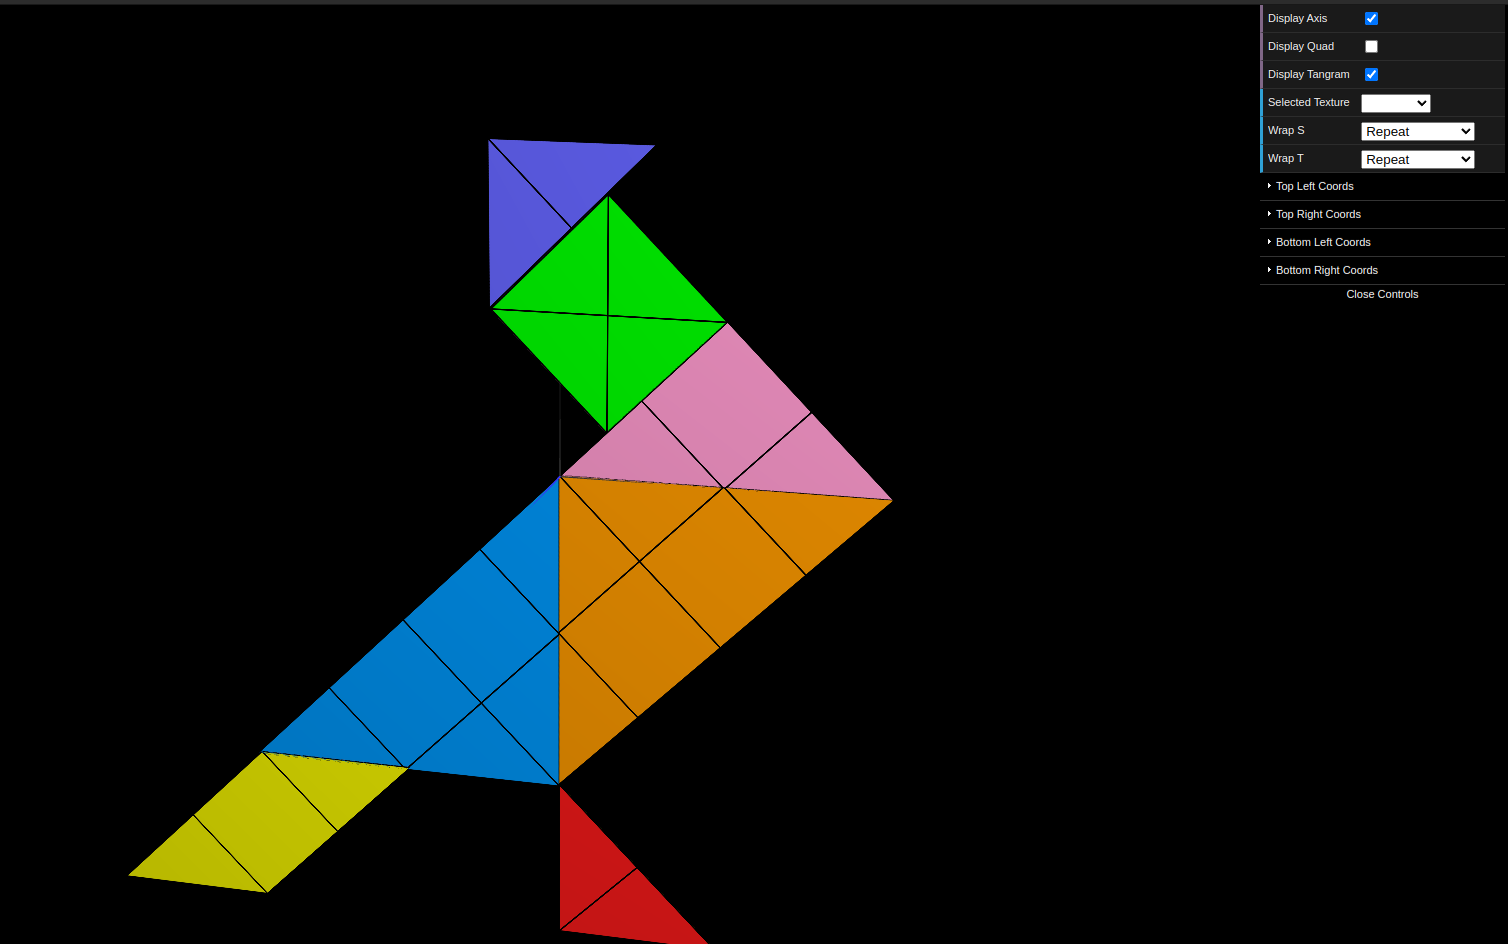 Display Axis
Display Quad
Display Tangram
Selected Texture
Wrap S Repeat
Wrap T Repeat
Top Left Coords
Top Right Coords
Bottom Left Coords
Bottom Right Coords
Close Controls